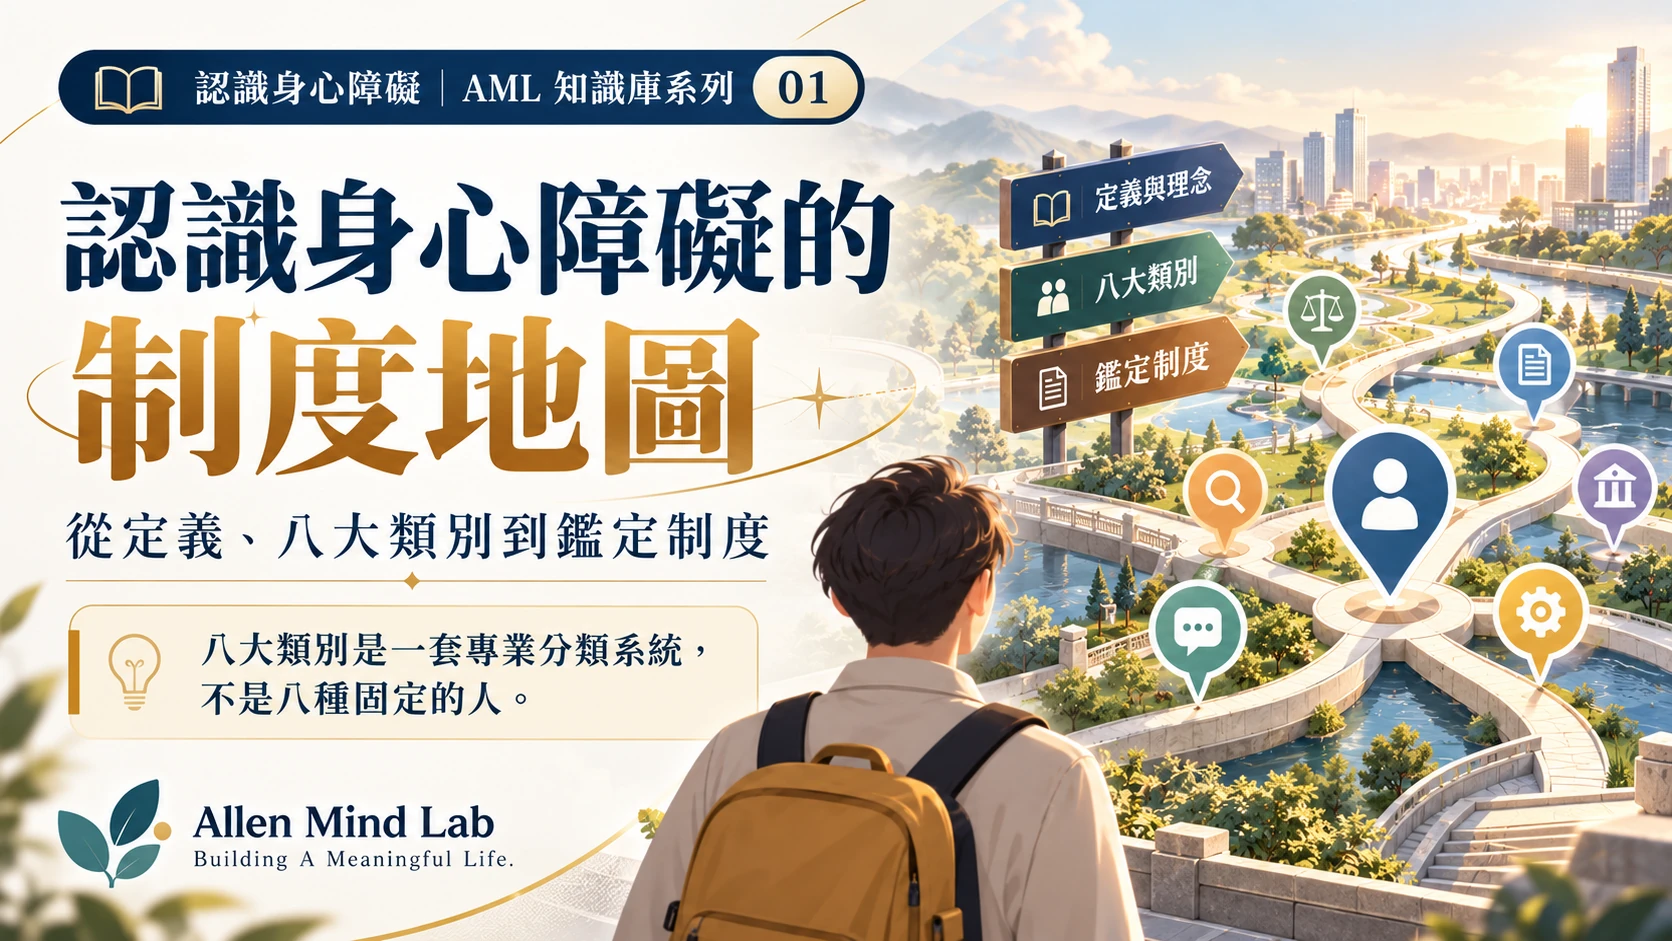 認識身心障礙｜AML 知識庫系列 01
認識身心障礙的
制度地圖
從定義、八大類別到鑑定制度
八大類別是一套專業分類系統，
不是八種固定的人。
Allen Mind Lab
Building A Meaningful Life.
定義與理念
八大類別
鑑定制度